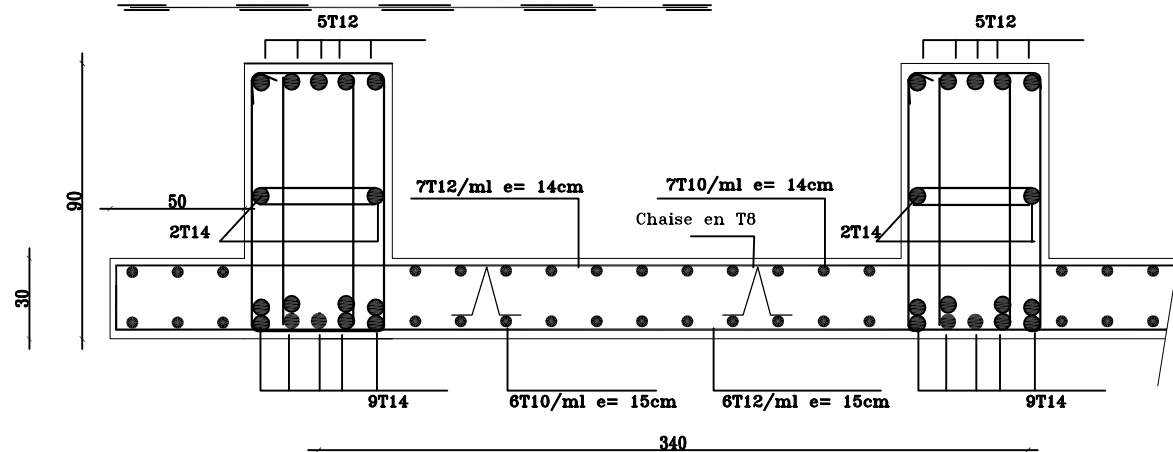 5T12
5T12
7T12/ml e= 14cm
7T10/ml e= 14cm
90
50
Chaise en T8
2T14
2T14
30
9T14
6T10/ml e= 15cm
6T12/ml e= 15cm
9T14
340